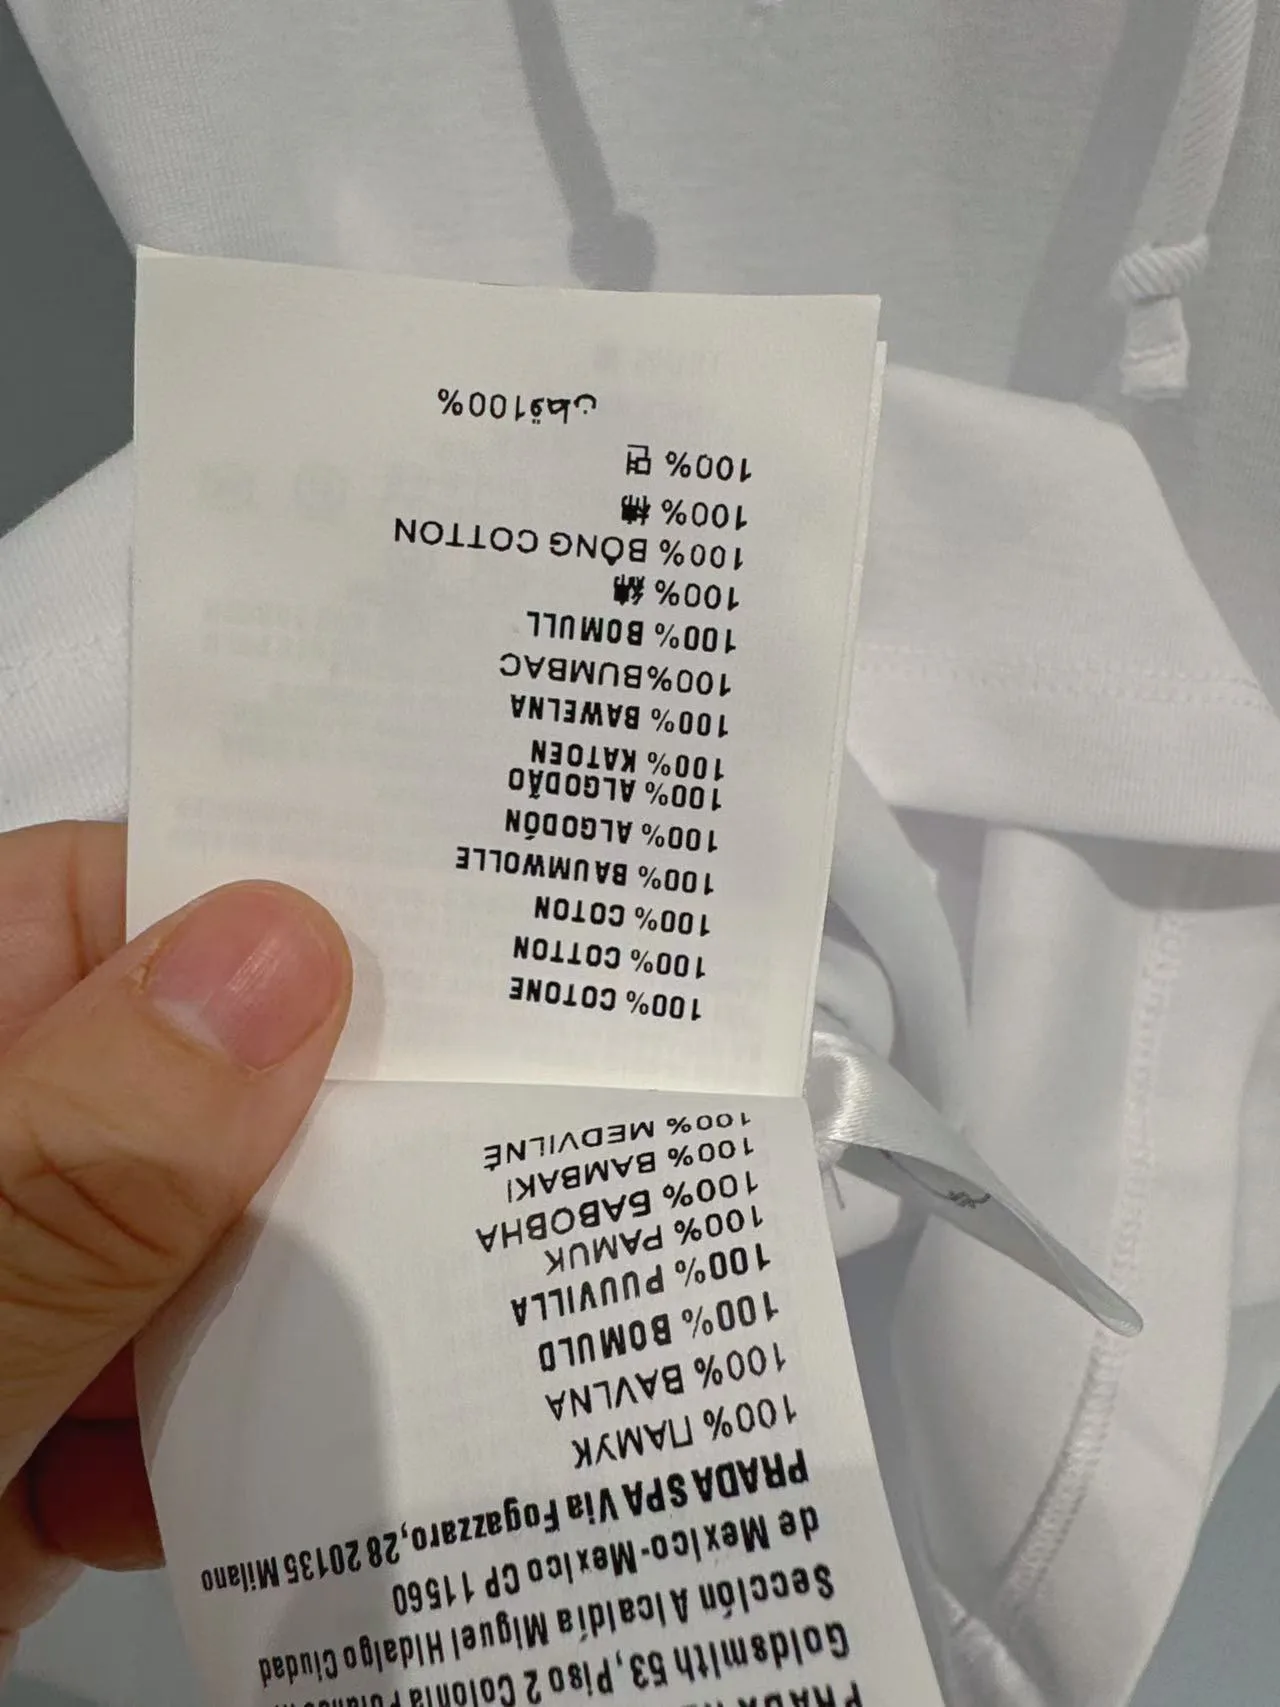 PRADA
Goldsmith 53, Piso 2 Colonia
Sección Alcaldía Miguel Hidalgo Ciudad
de Mexico-Mexico CP 11560
PRADA SPA Via Fogazzaro,28 20135 Milano
100% ПАМУК
100% BAVLNA
100% BOMULD
100% PUUVILLA
100% PAMUK
100% БАВОВНА
100% BAMBAKI
100% MEDVILNĖ
100% COTONE
100% COTTON
100% COTON
100% BAUMWOLLE
100% ALGODÓN
100% ALGODÃO
100% KATOEN
100% BAWELNA
100%BUMBAC
100% BOMULL
100% 綿
100% BÔNG COTTON
100% 棉
100% 면
قطن100%